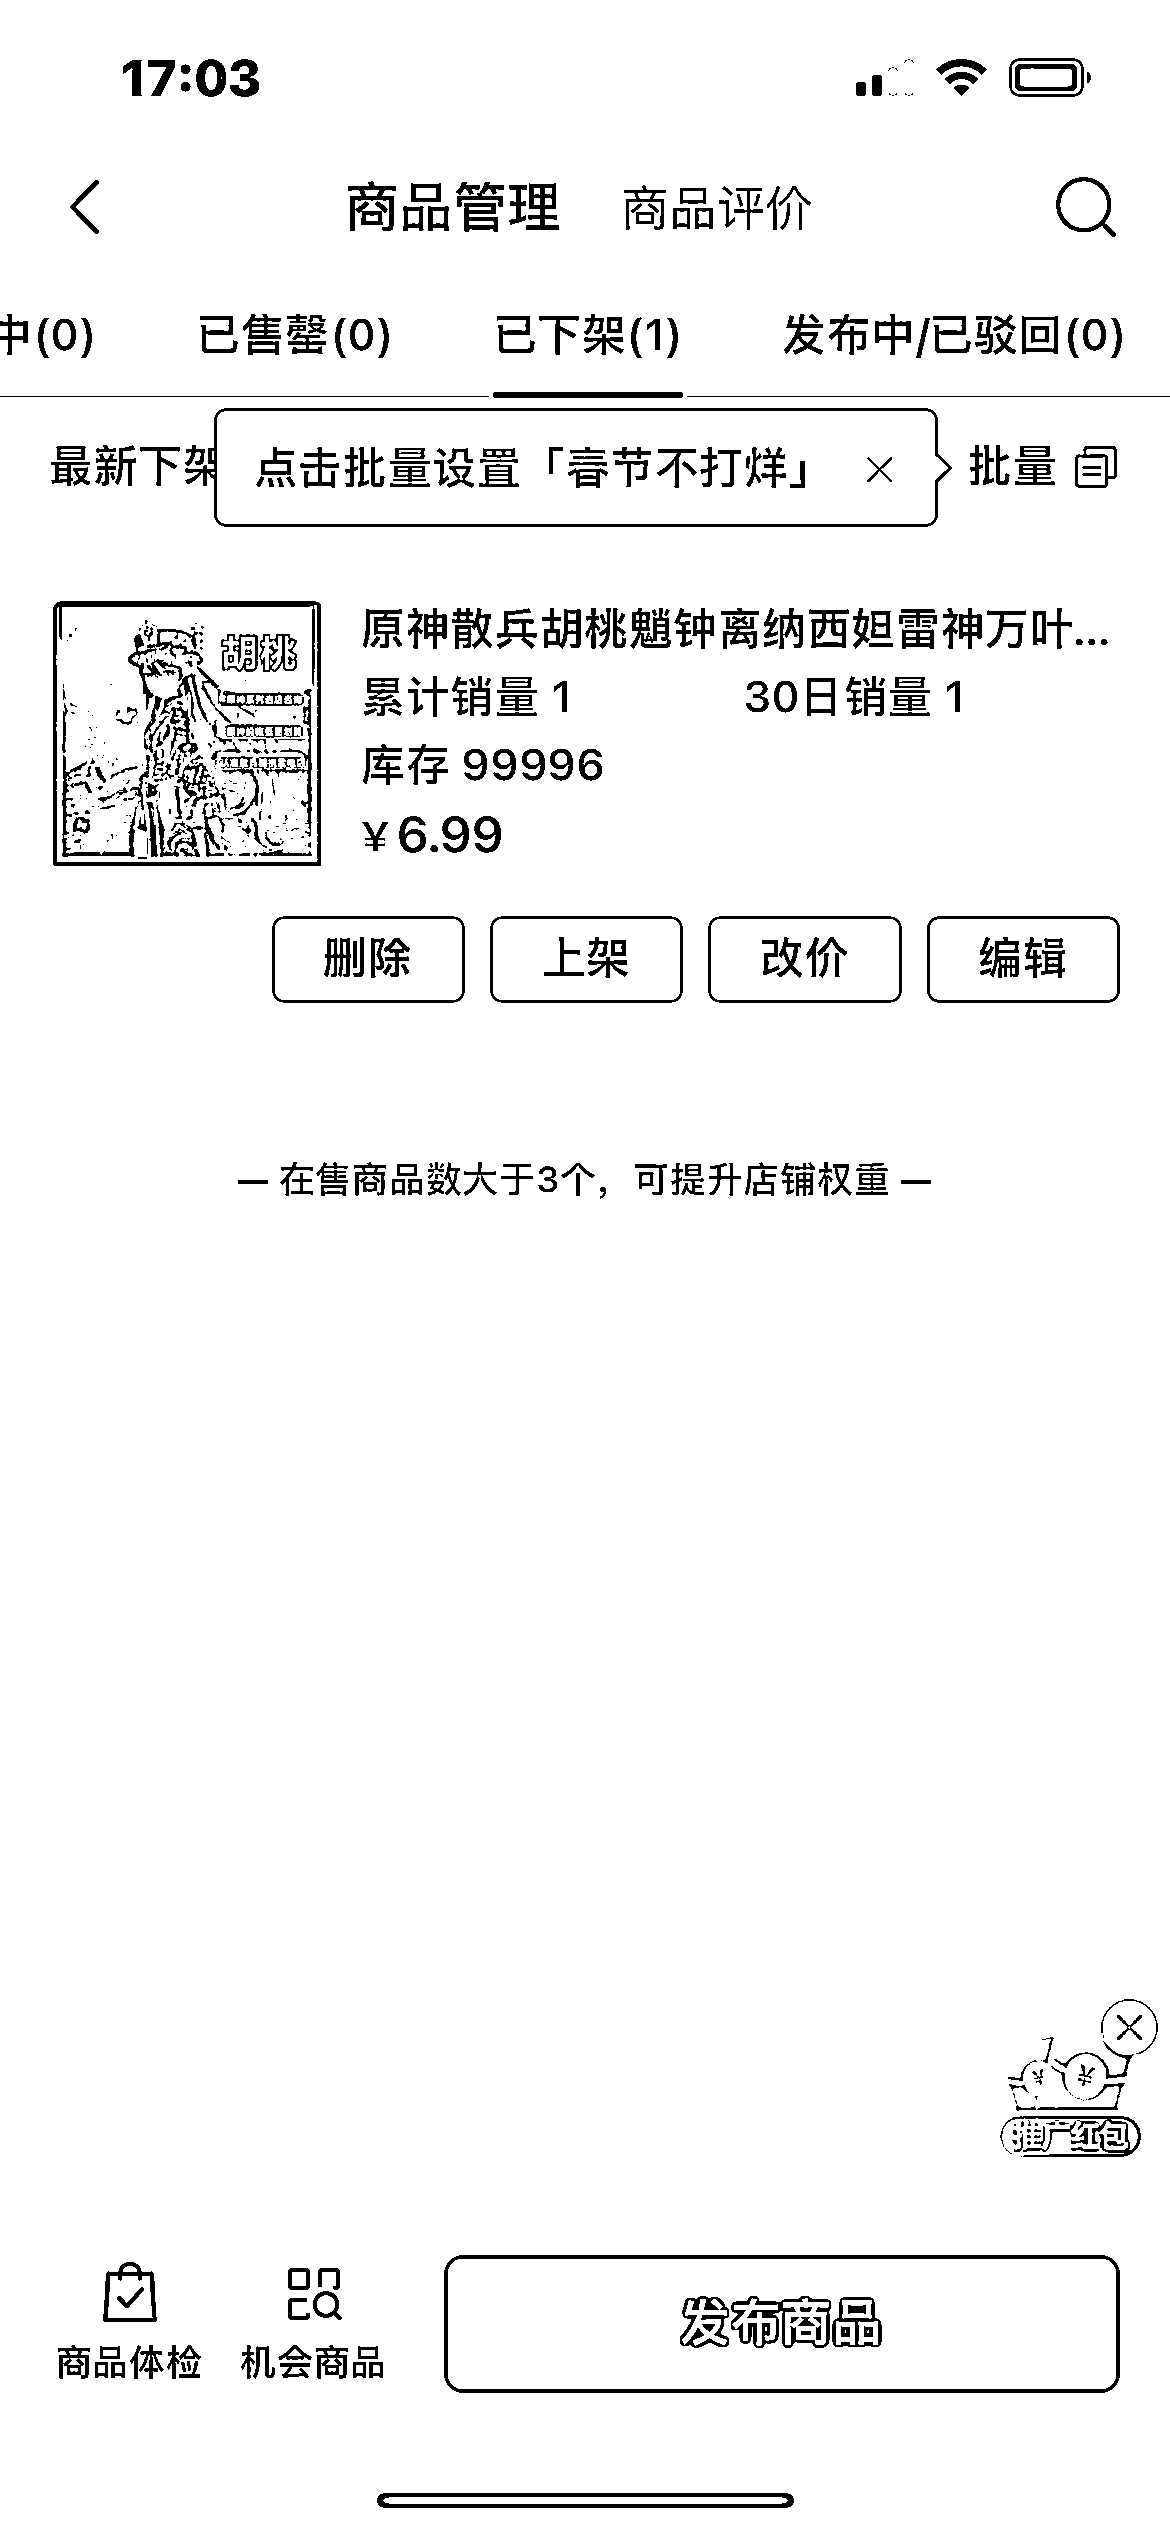 17:03
商品管理 商品评价
中(0) 已售罄(0) 已下架(1) 发布中/已驳回(0)
最新下架 点击批量设置「春节不打烊」 批量
胡桃
原神散兵胡桃魈钟离纳西妲雷神万叶...
累计销量 1 30日销量 1
库存 99996
¥6.99
删除 上架 改价 编辑
— 在售商品数大于3个，可提升店铺权重 —
推广红包
商品体检 机会商品 发布商品